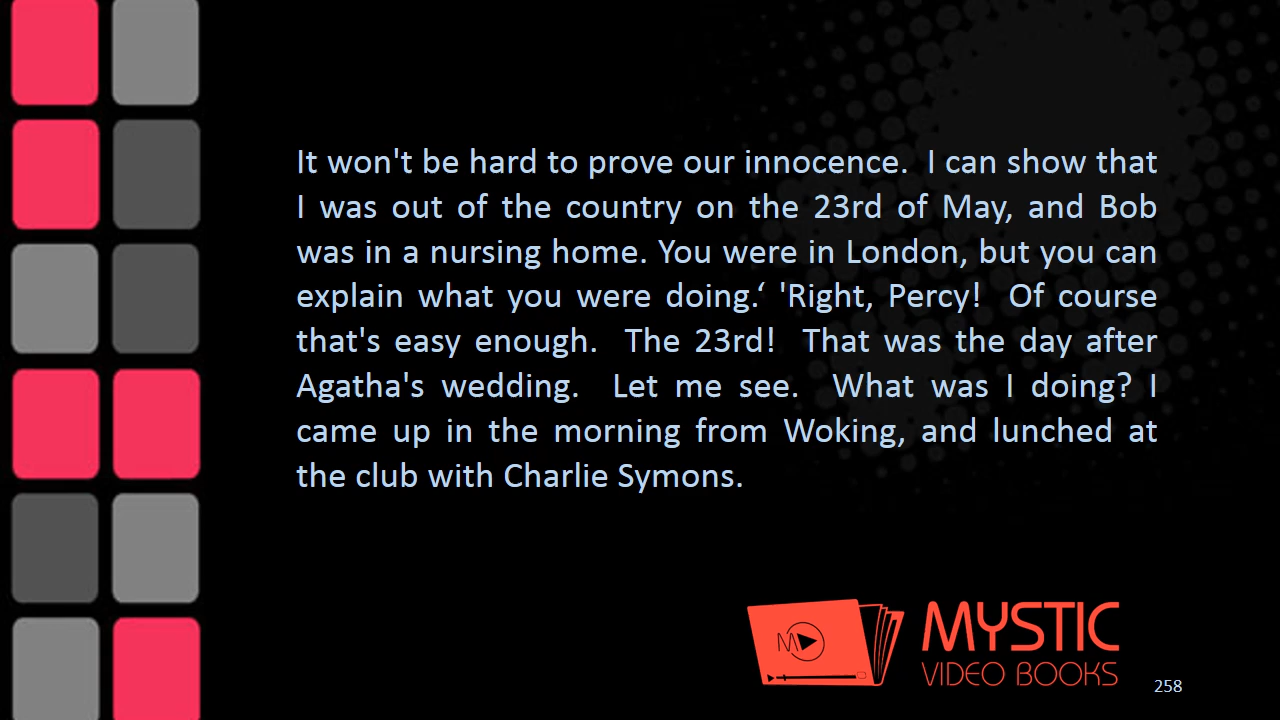 It won't be hard to prove our innocence.  I can show that
I was out of the country on the 23rd of May, and Bob
was in a nursing home. You were in London, but you can
explain what you were doing.‘ 'Right, Percy!  Of course
that's easy enough.  The 23rd!  That was the day after
Agatha's wedding.  Let me see.  What was I doing? I
came up in the morning from Woking, and lunched at
the club with Charlie Symons.
M
MYSTIC
VIDEO BOOKS
258